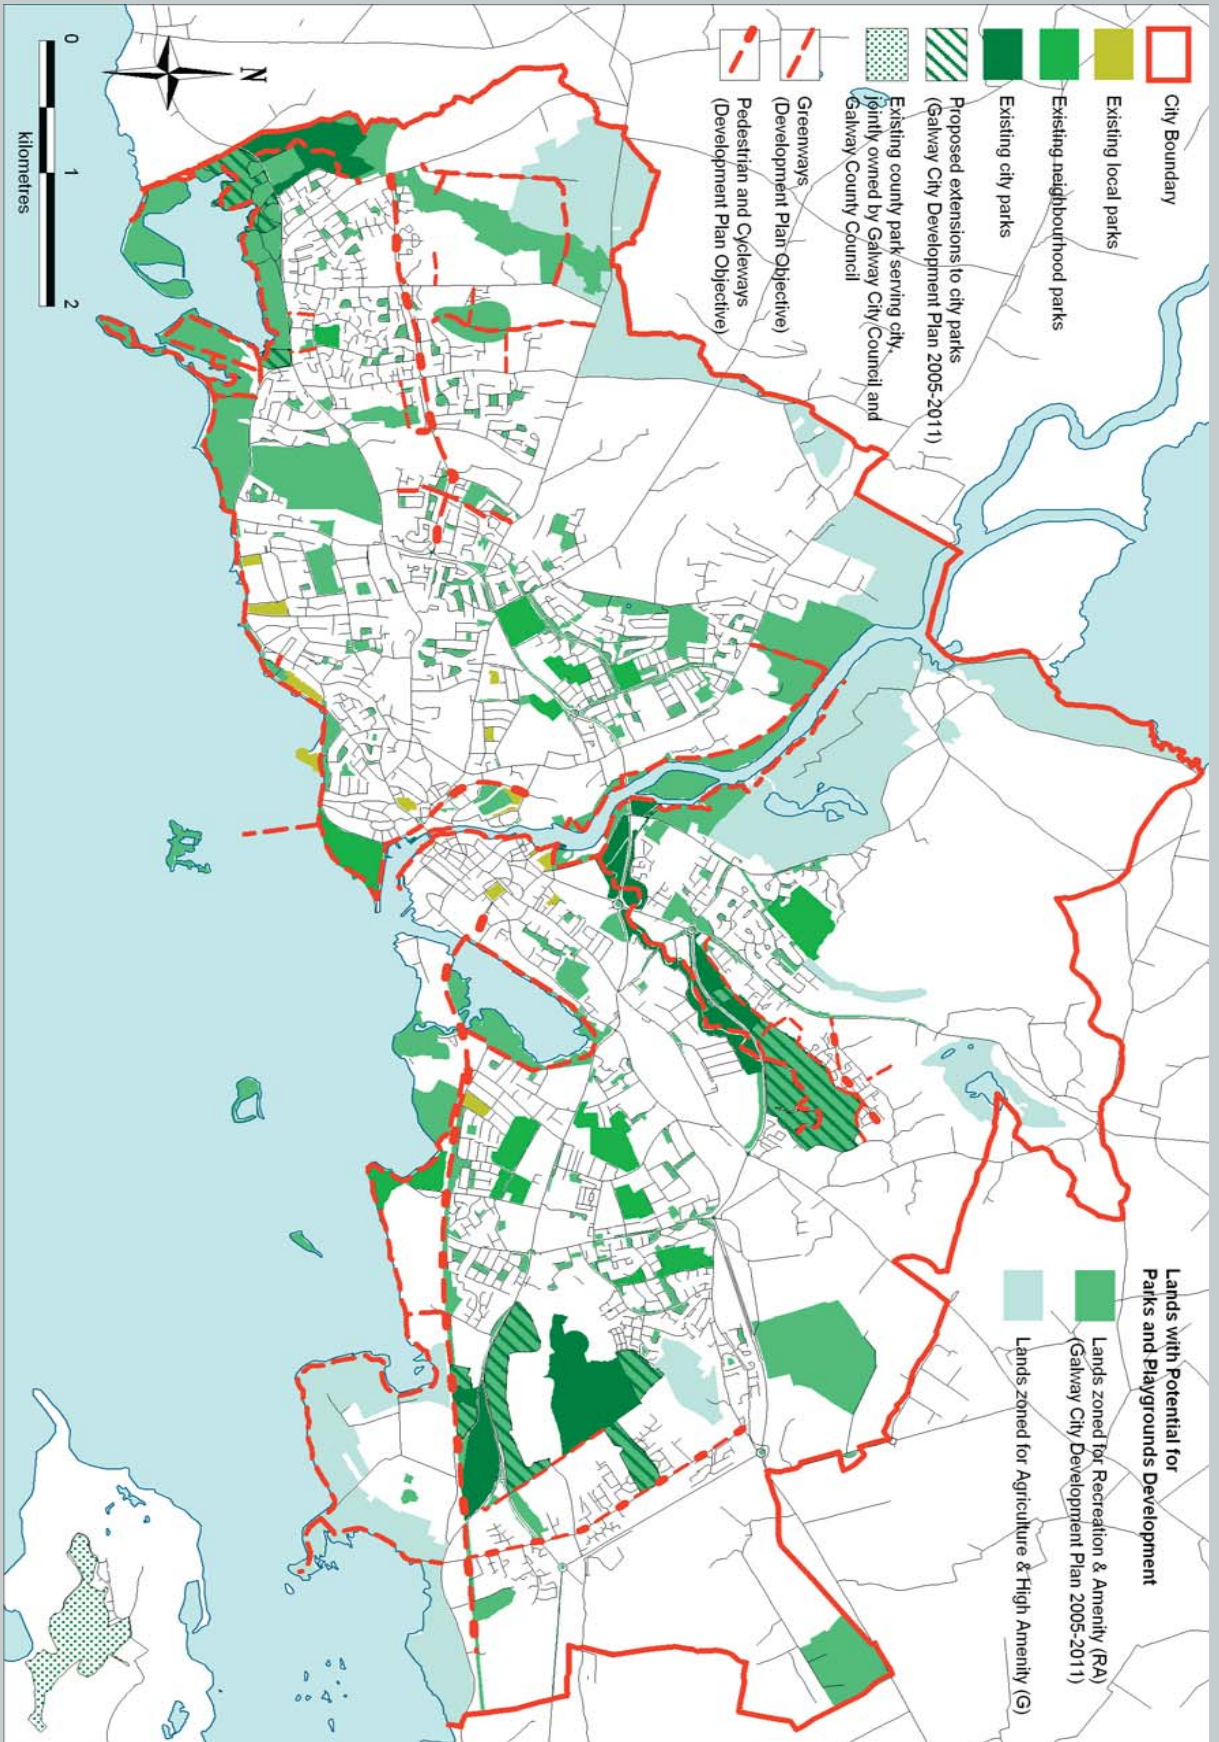 City Boundary
Existing local parks
Existing neighbourhood parks
Existing city parks
Proposed extensions to city parks
(Galway City Development Plan 2005-2011)
Existing county park serving city,
jointly owned by Galway City Council and
Galway County Council
Greenways
(Development Plan Objective)
Pedestrian and Cycleways
(Development Plan Objective)
N
0 1 2
kilometres
Lands with Potential for
Parks and Playgrounds Development
Lands zoned for Recreation & Amenity (RA)
(Galway City Development Plan 2005-2011)
Lands zoned for Agriculture & High Amenity (G)